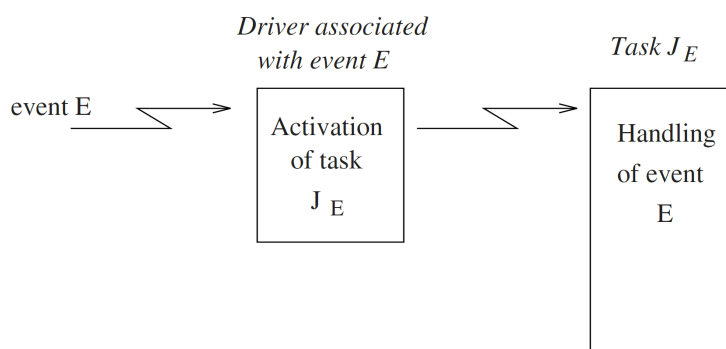 Driver associated
with event E
Task J E
event E
Activation
of task
J E
Handling
of event
E